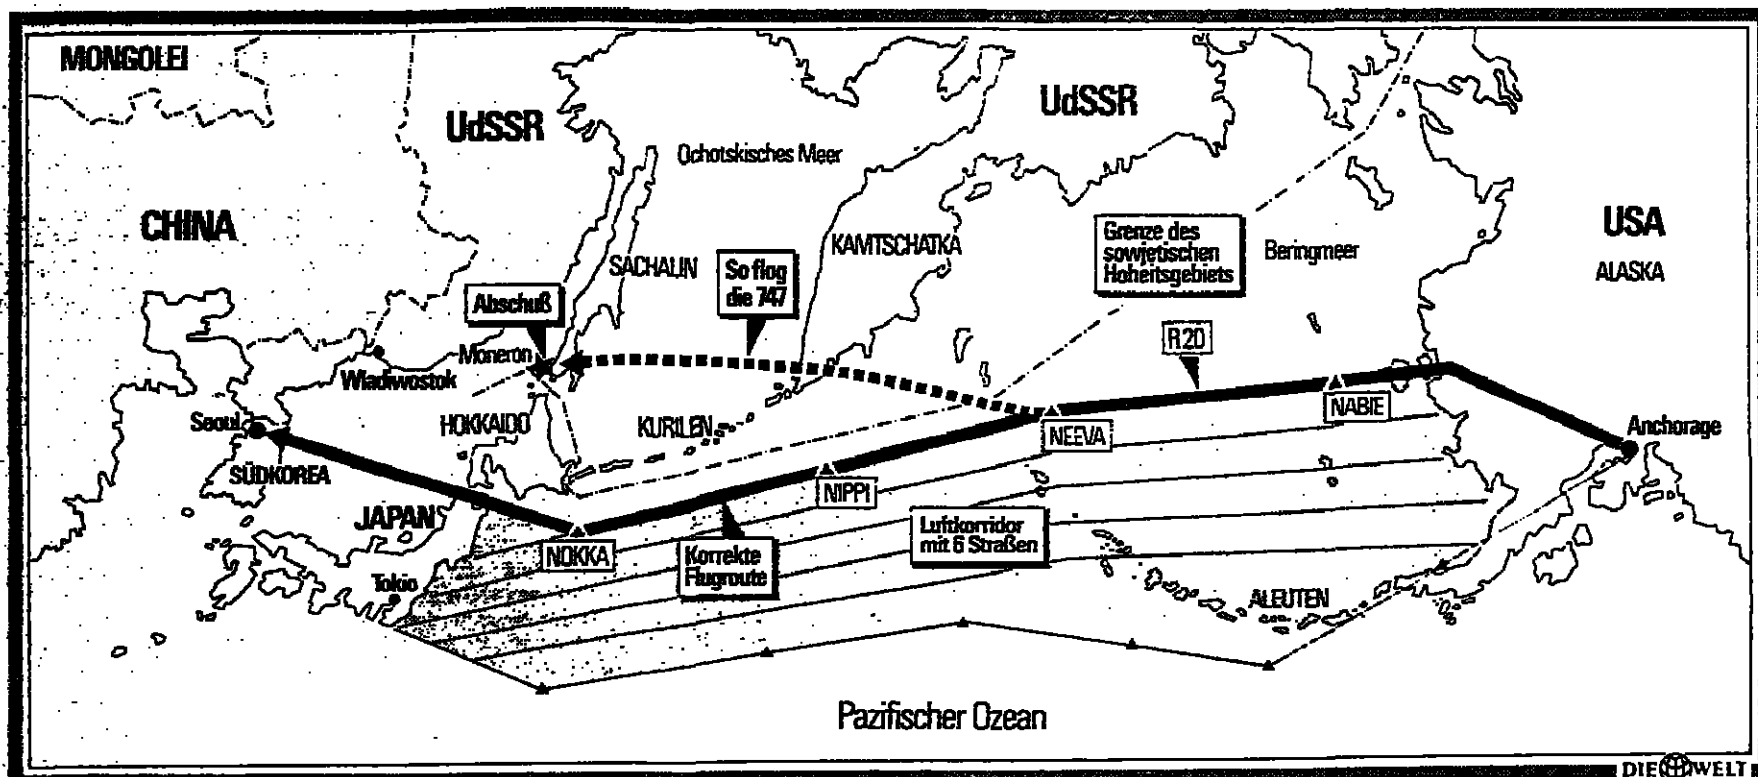 MONGOLEI
UdSSR
UdSSR
Ochotskisches Meer
CHINA
USA
ALASKA
KAMTSCHATKA
Grenze des
sowjetischen
Hoheitsgebiets
Beringmeer
SACHALIN
So flog
die 747
Abschuß
R 20
Moneron
Wladiwostok
NABIE
Seoul
HOKKAIDO
KURILEN
NEEVA
Anchorage
SÜDKOREA
NIPPI
JAPAN
Luftkorridor
mit 6 Straßen
NOKKA
Korrekte
Flugroute
Tokio
ALEUTEN
Pazifischer Ozean
DIE WELT